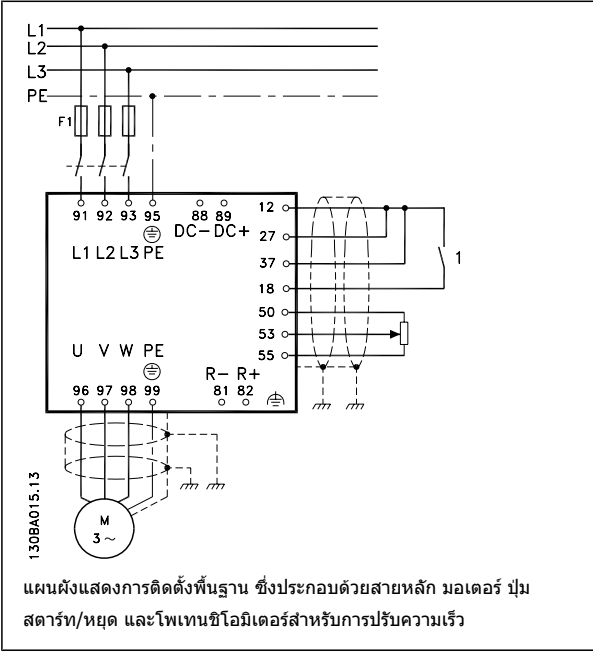 L1
L2
L3
PE
F1
91 92 93 95 88 89
DC- DC+
L1 L2 L3 PE
12
27
37
18
50
53
55
1
U V W PE
R- R+
96 97 98 99 81 82
M
3 ~
130BA015.13
แผนผังแสดงการติดตั้งพื้นฐาน ซึ่งประกอบด้วยสายหลัก มอเตอร์ ปุ่ม
สตาร์ท/หยุด และโพเทนชิโอมิเตอร์สำหรับการปรับความเร็ว